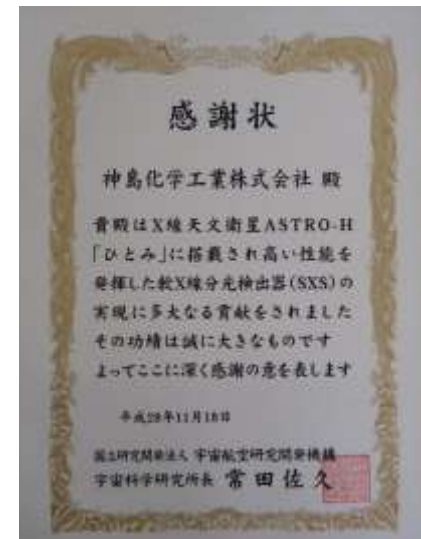 感謝状
神島化学工業株式会社 殿
貴殿はX線天文衛星ASTRO-H
「ひとみ」に搭載され高い性能を
発揮した軟X線分光検出器(SXS)の
実現に多大なる貢献をされました
その功績は誠に大きなものです
よってここに深く感謝の意を表します
平成28年11月18日
国立研究開発法人 宇宙航空研究開発機構
宇宙科学研究所長 常田佐久